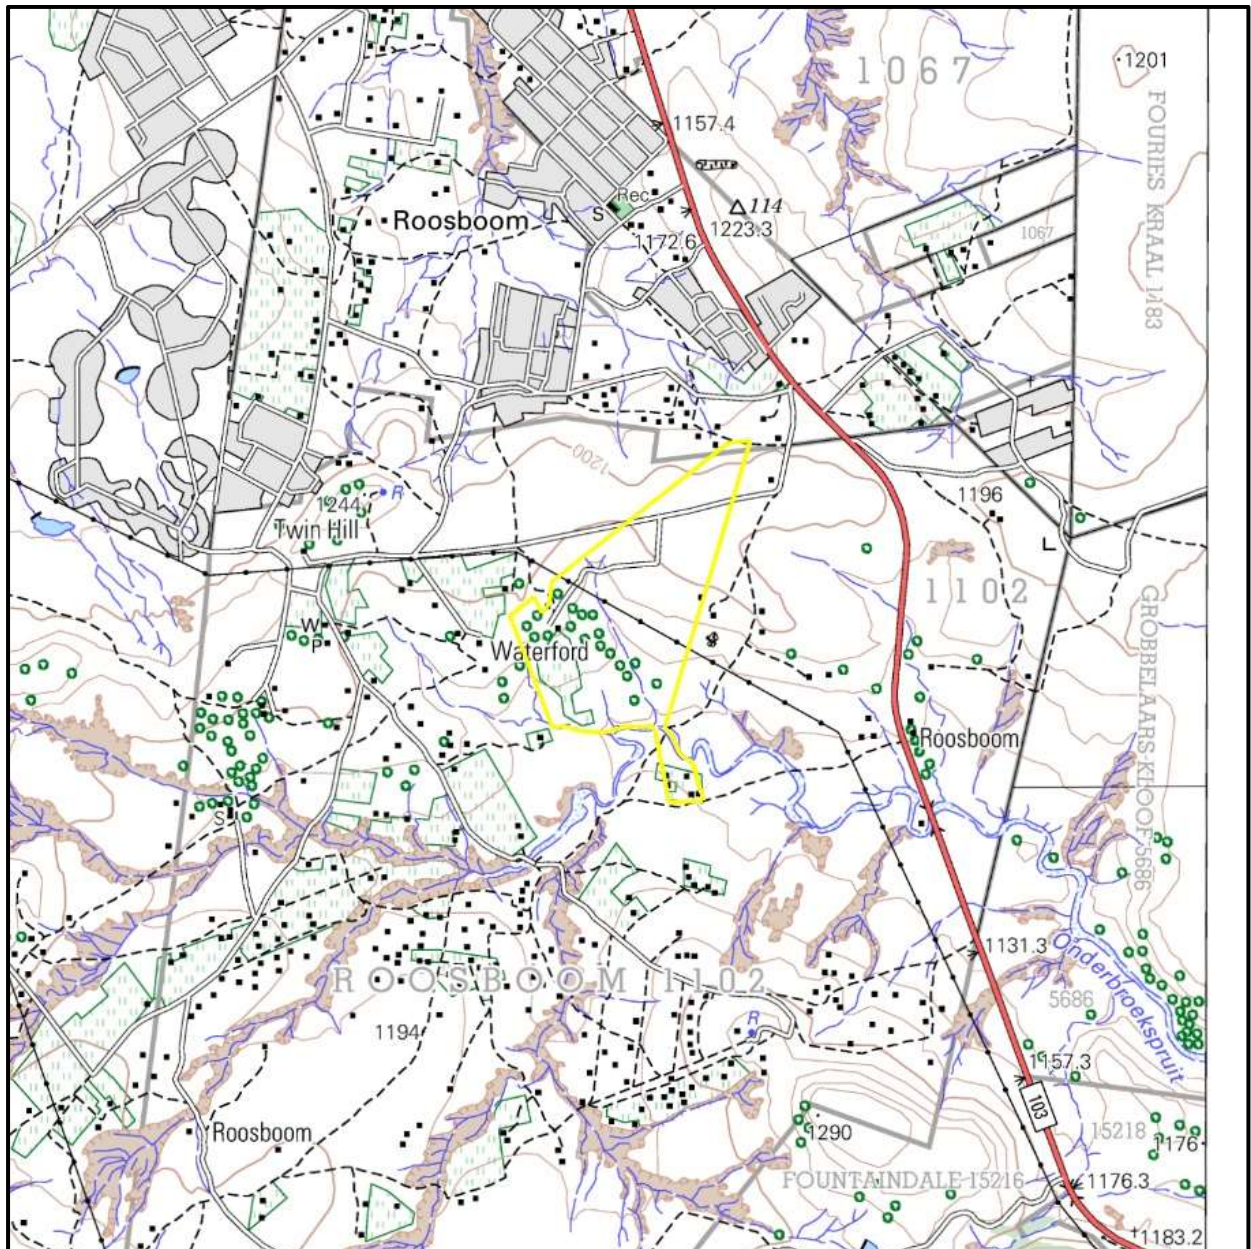 1067
1201
FOURIES KRAAL 1183
1157.4
Rec
S
114
Roosboom
1223.3
1172.6
1067
1200
1244
R
Twin Hill
1196
L
1102
GROBBELAARS KLOOF 5686
W
P
Waterford
Roosboom
S
1131.3
Onderbroekspruit
ROOSBOOM 1102
5686
1194
R
1157.3
103
Roosboom
1290
15218
1176
FOUNTAINDALE 15216
1176.3
1183.2